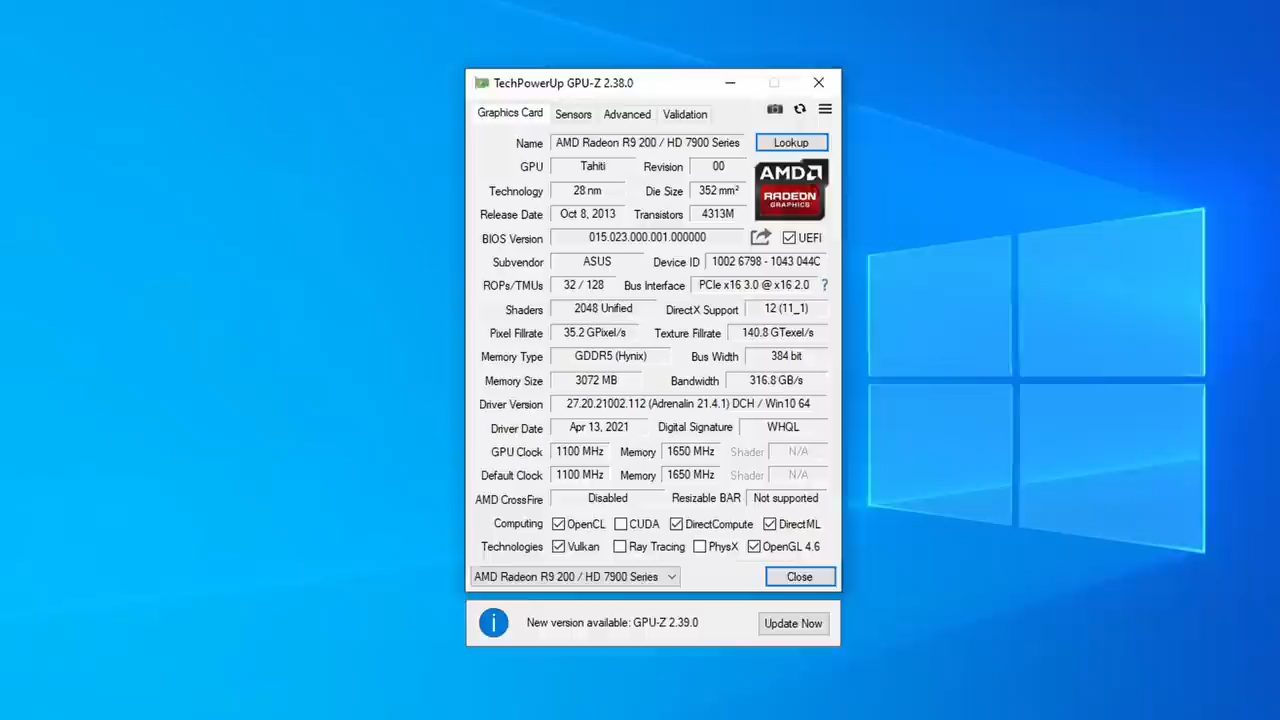 TechPowerUp GPU-Z 2.38.0
Graphics Card Sensors Advanced Validation
Name AMD Radeon R9 200 / HD 7900 Series Lookup
GPU Tahiti Revision 00
AMD
RADEON
GRAPHICS
Technology 28 nm Die Size 352 mm²
Release Date Oct 8, 2013 Transistors 4313M
BIOS Version 015.023.000.001.000000 UEFI
Subvendor ASUS Device ID 1002 6798 - 1043 044C
ROPs/TMUs 32 / 128 Bus Interface PCIe x16 3.0 @ x16 2.0 ?
Shaders 2048 Unified DirectX Support 12 (11_1)
Pixel Fillrate 35.2 GPixel/s Texture Fillrate 140.8 GTexel/s
Memory Type GDDR5 (Hynix) Bus Width 384 bit
Memory Size 3072 MB Bandwidth 316.8 GB/s
Driver Version 27.20.21002.112 (Adrenalin 21.4.1) DCH / Win10 64
Driver Date Apr 13, 2021 Digital Signature WHQL
GPU Clock 1100 MHz Memory 1650 MHz Shader N/A
Default Clock 1100 MHz Memory 1650 MHz Shader N/A
AMD CrossFire Disabled Resizable BAR Not supported
Computing OpenCL CUDA DirectCompute DirectML
Technologies Vulkan Ray Tracing PhysX OpenGL 4.6
AMD Radeon R9 200 / HD 7900 Series Close
New version available: GPU-Z 2.39.0 Update Now